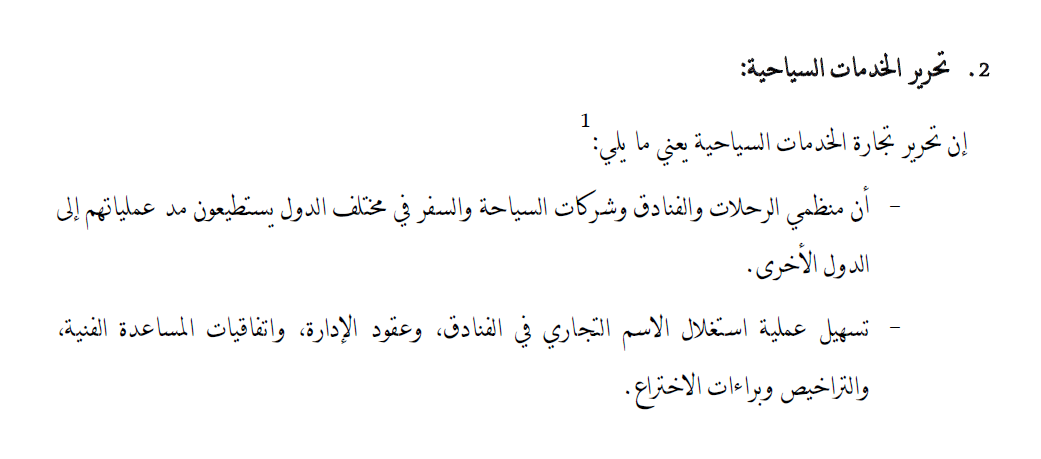 2. تحرير الخدمات السياحية:
إن تحرير تجارة الخدمات السياحية يعني ما يلي:1
- أن منظمي الرحلات والفنادق وشركات السياحة والسفر في مختلف الدول يستطيعون مد عملياتهم إلى
الدول الأخرى.
- تسهيل عملية استغلال الاسم التجاري في الفنادق، وعقود الإدارة، واتفاقيات المساعدة الفنية،
والتراخيص وبراءات الاختراع.